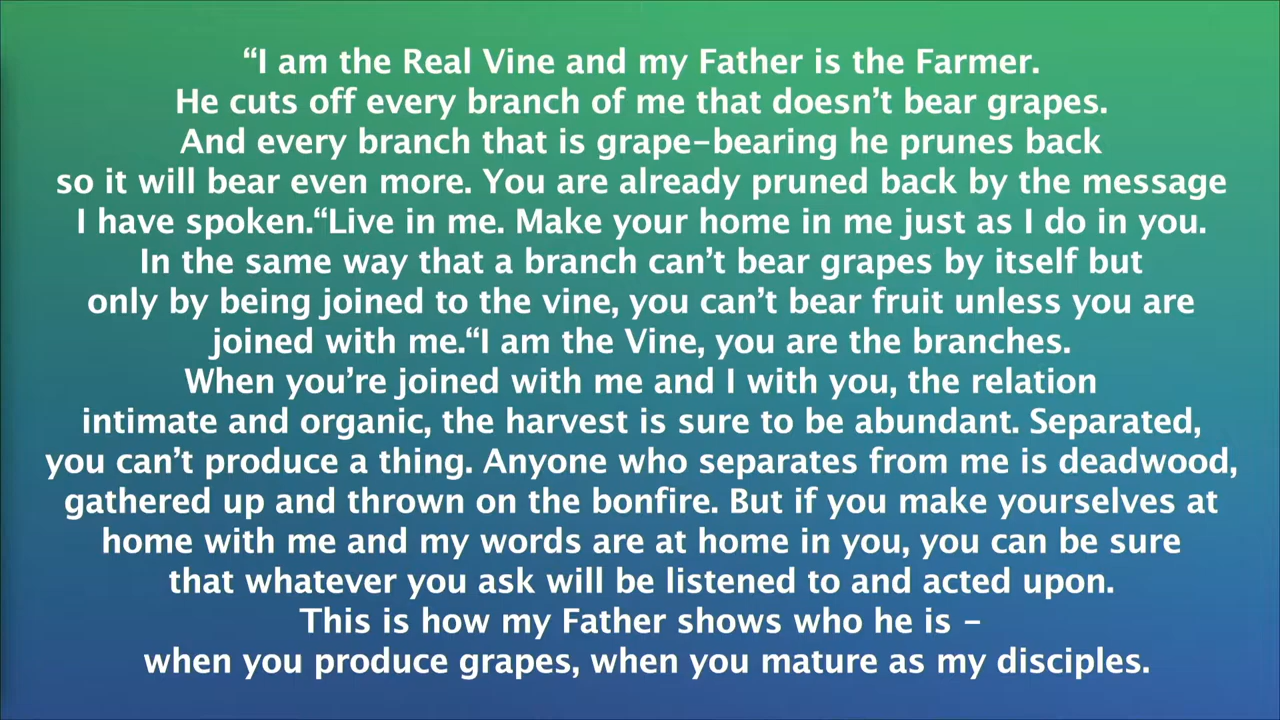 “I am the Real Vine and my Father is the Farmer.
He cuts off every branch of me that doesn’t bear grapes.
And every branch that is grape-bearing he prunes back
so it will bear even more. You are already pruned back by the message
I have spoken.“Live in me. Make your home in me just as I do in you.
In the same way that a branch can’t bear grapes by itself but
only by being joined to the vine, you can’t bear fruit unless you are
joined with me.“I am the Vine, you are the branches.
When you’re joined with me and I with you, the relation
intimate and organic, the harvest is sure to be abundant. Separated,
you can’t produce a thing. Anyone who separates from me is deadwood,
gathered up and thrown on the bonfire. But if you make yourselves at
home with me and my words are at home in you, you can be sure
that whatever you ask will be listened to and acted upon.
This is how my Father shows who he is –
when you produce grapes, when you mature as my disciples.